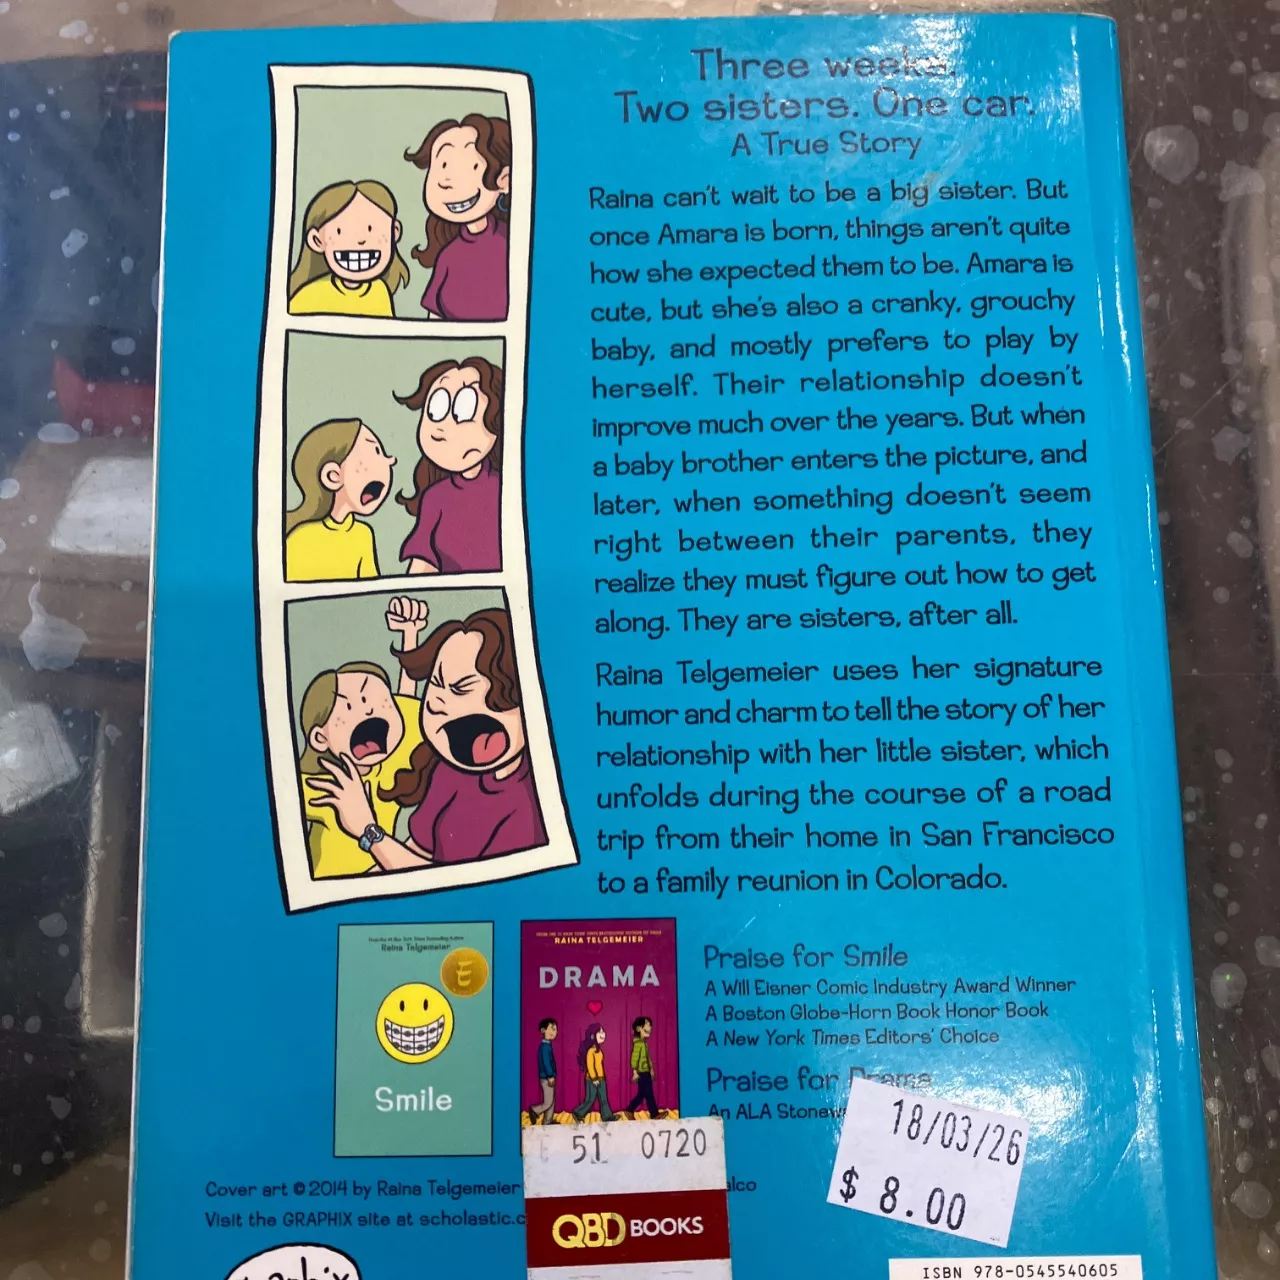 Three weeks.
Two sisters. One car.
A True Story
Raina can't wait to be a big sister. But
once Amara is born, things aren't quite
how she expected them to be. Amara is
cute, but she's also a cranky, grouchy
baby, and mostly prefers to play by
herself. Their relationship doesn't
improve much over the years. But when
a baby brother enters the picture, and
later, when something doesn't seem
right between their parents, they
realize they must figure out how to get
along. They are sisters, after all.
Raina Telgemeier uses her signature
humor and charm to tell the story of her
relationship with her little sister, which
unfolds during the course of a road
trip from their home in San Francisco
to a family reunion in Colorado.
Raina Telgemeier
E
Smile
RAINA TELGEMEIER
DRAMA
Praise for Smile
A Will Eisner Comic Industry Award Winner
A Boston Globe-Horn Book Honor Book
A New York Times Editors' Choice
Praise for Drama
An ALA
18/03/26
$ 8.00
51 0720
QBD BOOKS
Cover art © 2014 by Raina Telgemeier
Visit the GRAPHIX site at scholastic.c
ISBN 978-0545540605